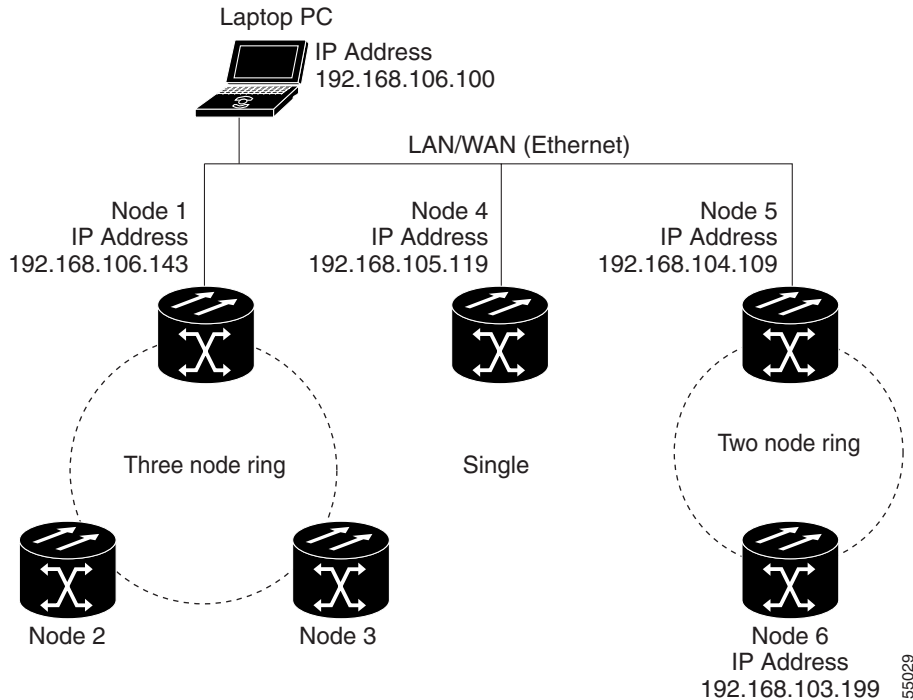 Laptop PC
IP Address
192.168.106.100
LAN/WAN (Ethernet)
Node 1
IP Address
192.168.106.143
Node 4
IP Address
192.168.105.119
Node 5
IP Address
192.168.104.109
Three node ring
Single
Two node ring
Node 2
Node 3
Node 6
IP Address
192.168.103.199
55029